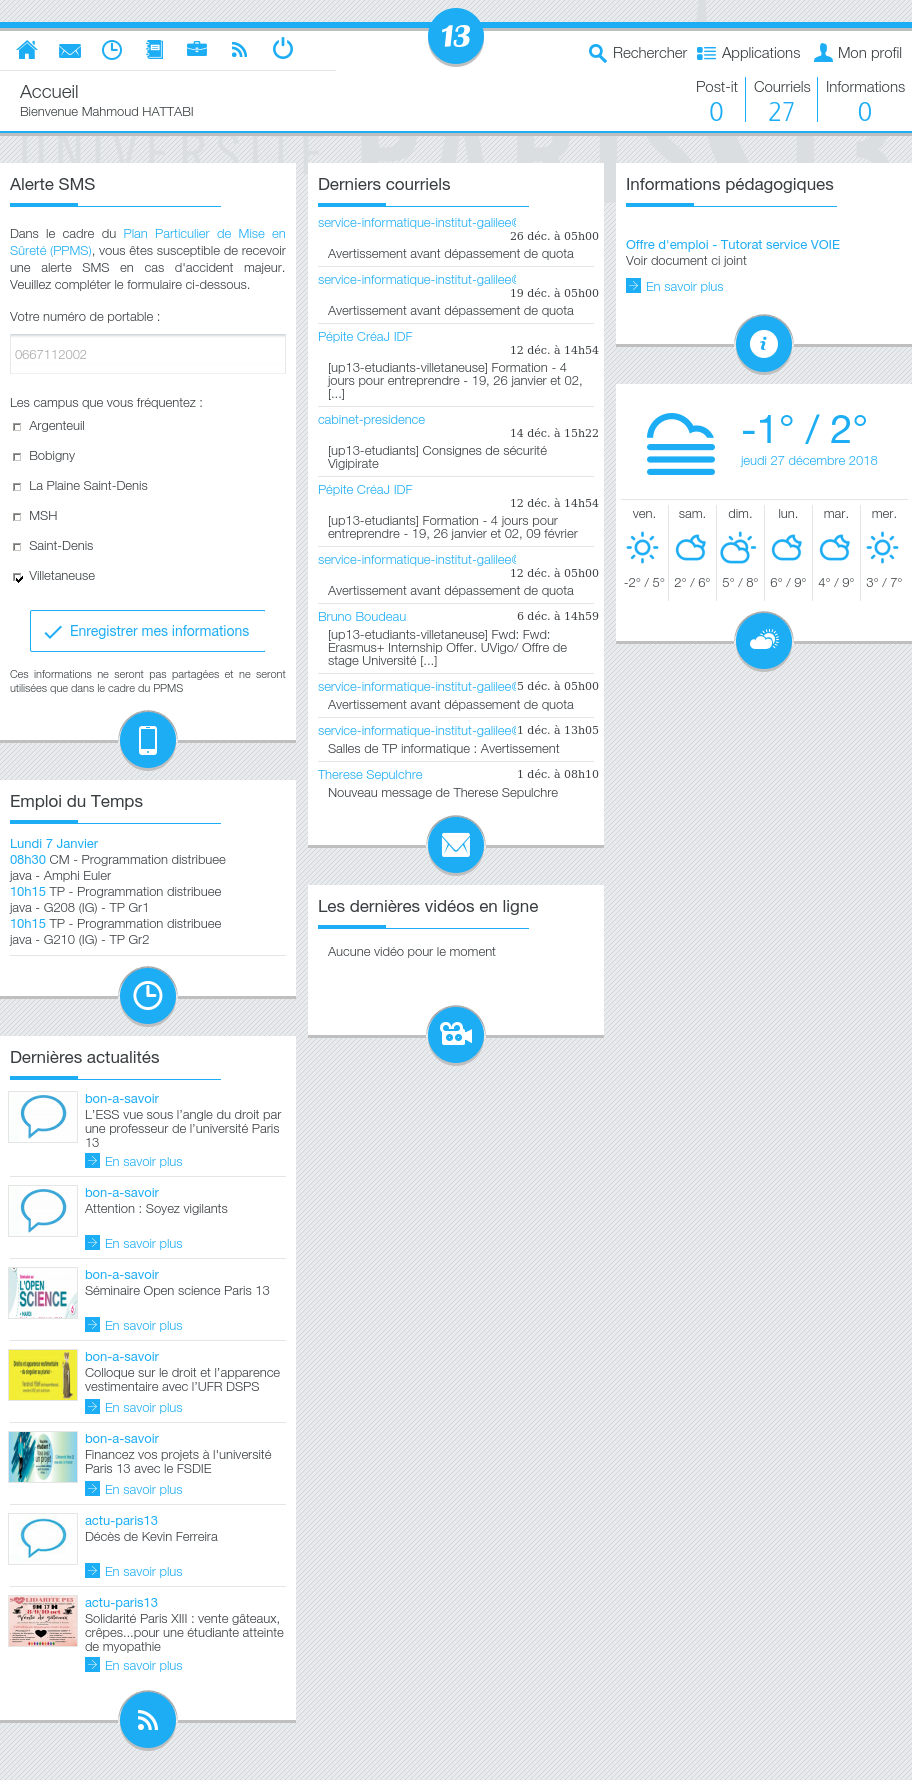 13
Rechercher
Applications
Mon profil
Accueil
Bienvenue Mahmoud HATTABI
Post-it
0
Courriels
27
Informations
0
UNIVERSITÉ PARIS 13
Alerte SMS
Dans le cadre du Plan Particulier de Mise en
Sûreté (PPMS), vous êtes susceptible de recevoir
une alerte SMS en cas d'accident majeur.
Veuillez compléter le formulaire ci-dessous.
Votre numéro de portable :
0667112002
Les campus que vous fréquentez :
Argenteuil
Bobigny
La Plaine Saint-Denis
MSH
Saint-Denis
Villetaneuse
Enregistrer mes informations
Ces informations ne seront pas partagées et ne seront
utilisées que dans le cadre du PPMS
Emploi du Temps
Lundi 7 Janvier
08h30 CM - Programmation distribuee
java - Amphi Euler
10h15 TP - Programmation distribuee
java - G208 (IG) - TP Gr1
10h15 TP - Programmation distribuee
java - G210 (IG) - TP Gr2
Dernières actualités
bon-a-savoir
L'ESS vue sous l'angle du droit par
une professeur de l'université Paris
13
En savoir plus
bon-a-savoir
Attention : Soyez vigilants
En savoir plus
L'OPEN
SCIENCE
bon-a-savoir
Séminaire Open science Paris 13
En savoir plus
bon-a-savoir
Colloque sur le droit et l'apparence
vestimentaire avec l'UFR DSPS
En savoir plus
bon-a-savoir
Financez vos projets à l'université
Paris 13 avec le FSDIE
En savoir plus
actu-paris13
Décès de Kevin Ferreira
En savoir plus
SOLIDARITE P13
9H 17H
8/9/10 oct
Vente de gâteaux
actu-paris13
Solidarité Paris XIII : vente gâteaux,
crêpes...pour une étudiante atteinte
de myopathie
En savoir plus
Derniers courriels
service-informatique-institut-galilee@
26 déc. à 05h00
Avertissement avant dépassement de quota
service-informatique-institut-galilee@
19 déc. à 05h00
Avertissement avant dépassement de quota
Pépite CréaJ IDF
12 déc. à 14h54
[up13-etudiants-villetaneuse] Formation - 4
jours pour entreprendre - 19, 26 janvier et 02,
[...]
cabinet-presidence
14 déc. à 15h22
[up13-etudiants] Consignes de sécurité
Vigipirate
Pépite CréaJ IDF
12 déc. à 14h54
[up13-etudiants] Formation - 4 jours pour
entreprendre - 19, 26 janvier et 02, 09 février
service-informatique-institut-galilee@
12 déc. à 05h00
Avertissement avant dépassement de quota
Bruno Boudeau 6 déc. à 14h59
[up13-etudiants-villetaneuse] Fwd: Fwd:
Erasmus+ Internship Offer. UVigo/ Offre de
stage Université [...]
service-informatique-institut-galilee@ 5 déc. à 05h00
Avertissement avant dépassement de quota
service-informatique-institut-galilee@ 1 déc. à 13h05
Salles de TP informatique : Avertissement
Therese Sepulchre 1 déc. à 08h10
Nouveau message de Therese Sepulchre
Les dernières vidéos en ligne
Aucune vidéo pour le moment
Informations pédagogiques
Offre d'emploi - Tutorat service VOIE
Voir document ci joint
En savoir plus
-1° / 2°
jeudi 27 décembre 2018
ven. sam. dim. lun. mar. mer.
-2° / 5° 2° / 6° 5° / 8° 6° / 9° 4° / 9° 3° / 7°